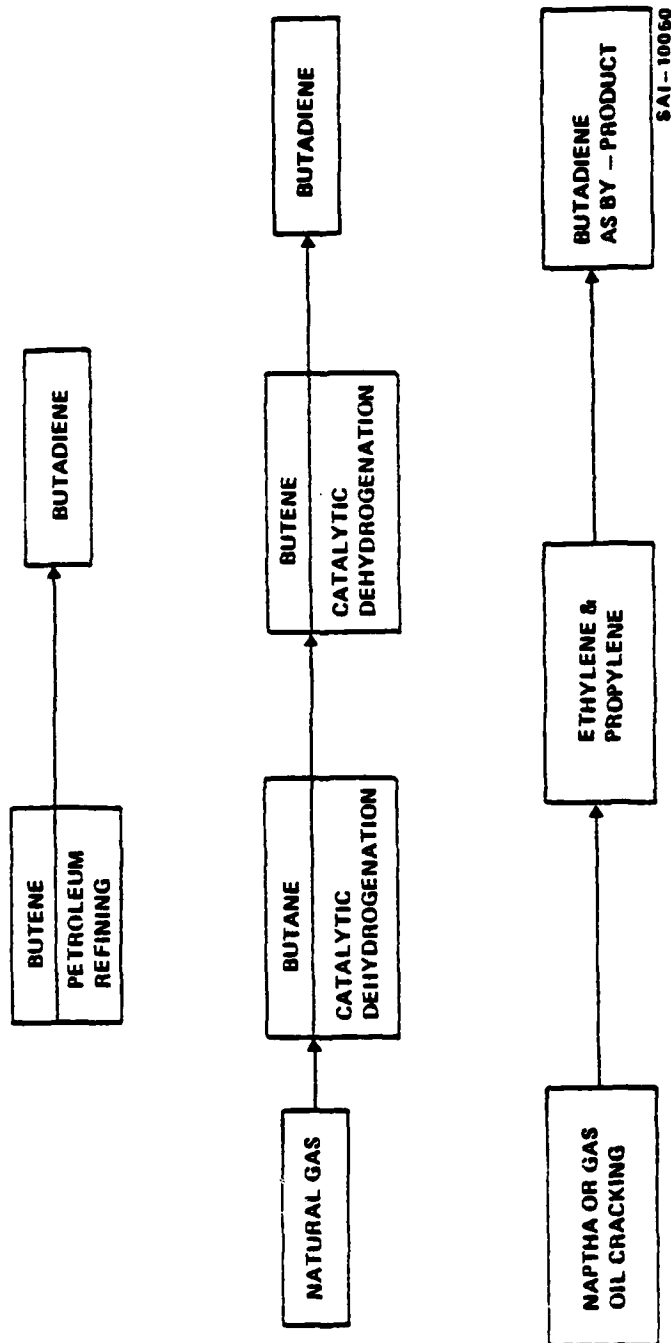 BUTENE
PETROLEUM
REFINING
BUTADIENE
NATURAL GAS
BUTANE
CATALYTIC
DEHYDROGENATION
BUTENE
CATALYTIC
DEHYDROGENATION
BUTADIENE
NAPTHA OR GAS
OIL CRACKING
ETHYLENE &
PROPYLENE
BUTADIENE
AS BY – PRODUCT
SAI – 10060